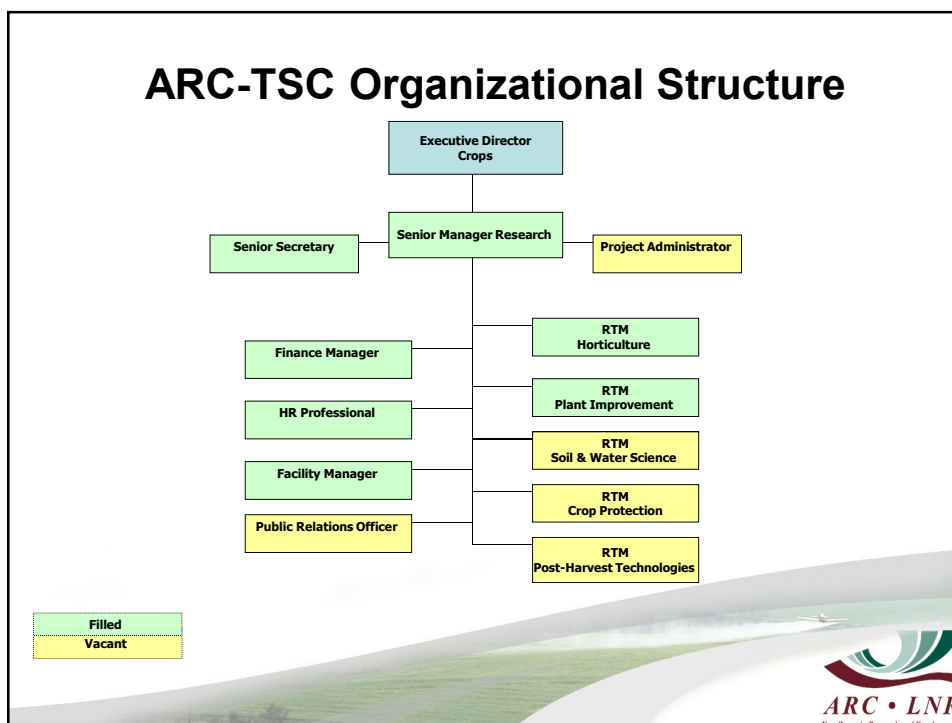 ARC-TSC Organizational Structure
Executive Director
Crops
Senior Manager Research
Senior Secretary
Project Administrator
RTM
Horticulture
Finance Manager
RTM
Plant Improvement
HR Professional
RTM
Soil & Water Science
Facility Manager
RTM
Crop Protection
Public Relations Officer
RTM
Post-Harvest Technologies
Filled
Vacant
ARC • LN